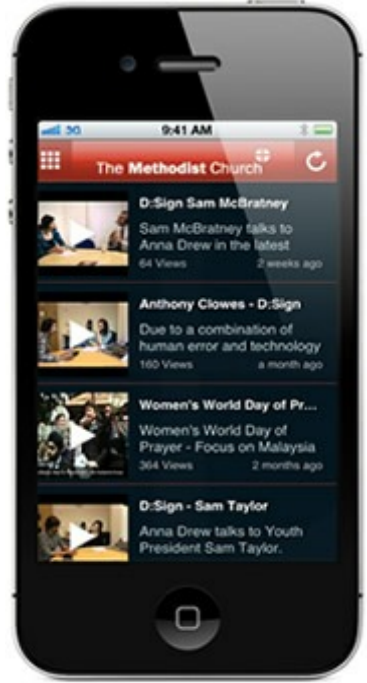 3G 9:41 AM
The Methodist Church
D:Sign Sam McBratney
Sam McBratney talks to
Anna Drew in the latest
64 Views 2 weeks ago
Anthony Clowes - D:Sign
Due to a combination of
human error and technology
160 Views a month ago
Women's World Day of Pr....
Women's World Day of
Prayer - Focus on Malaysia
364 Views 2 months ago
D:Sign - Sam Taylor
Anna Drew talks to Youth
President Sam Taylor.